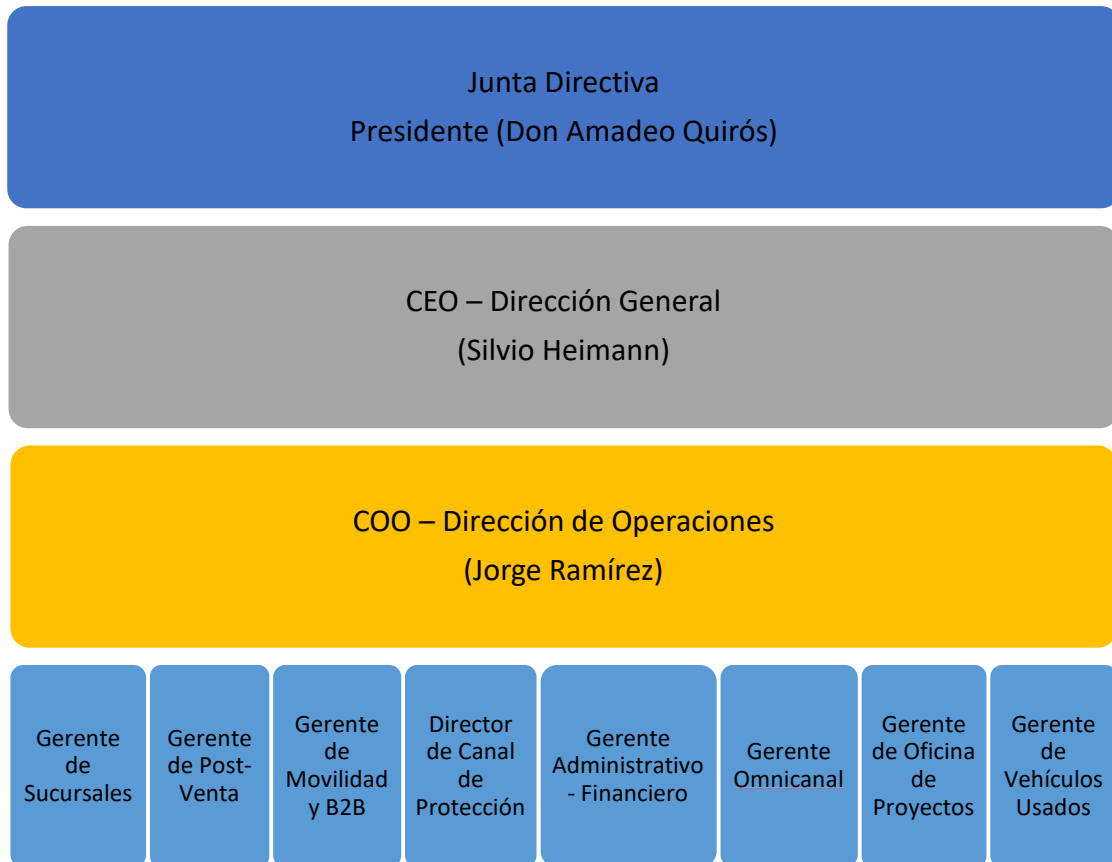 Junta Directiva
Presidente (Don Amadeo Quirós)
CEO – Dirección General
(Silvio Heimann)
COO – Dirección de Operaciones
(Jorge Ramírez)
Gerente
de
Sucursales
Gerente
de Post-
Venta
Gerente
de
Movilidad
y B2B
Director
de Canal
de
Protección
Gerente
Administrativo
- Financiero
Gerente
Omnicanal
Gerente
de Oficina
de
Proyectos
Gerente
de
Vehículos
Usados